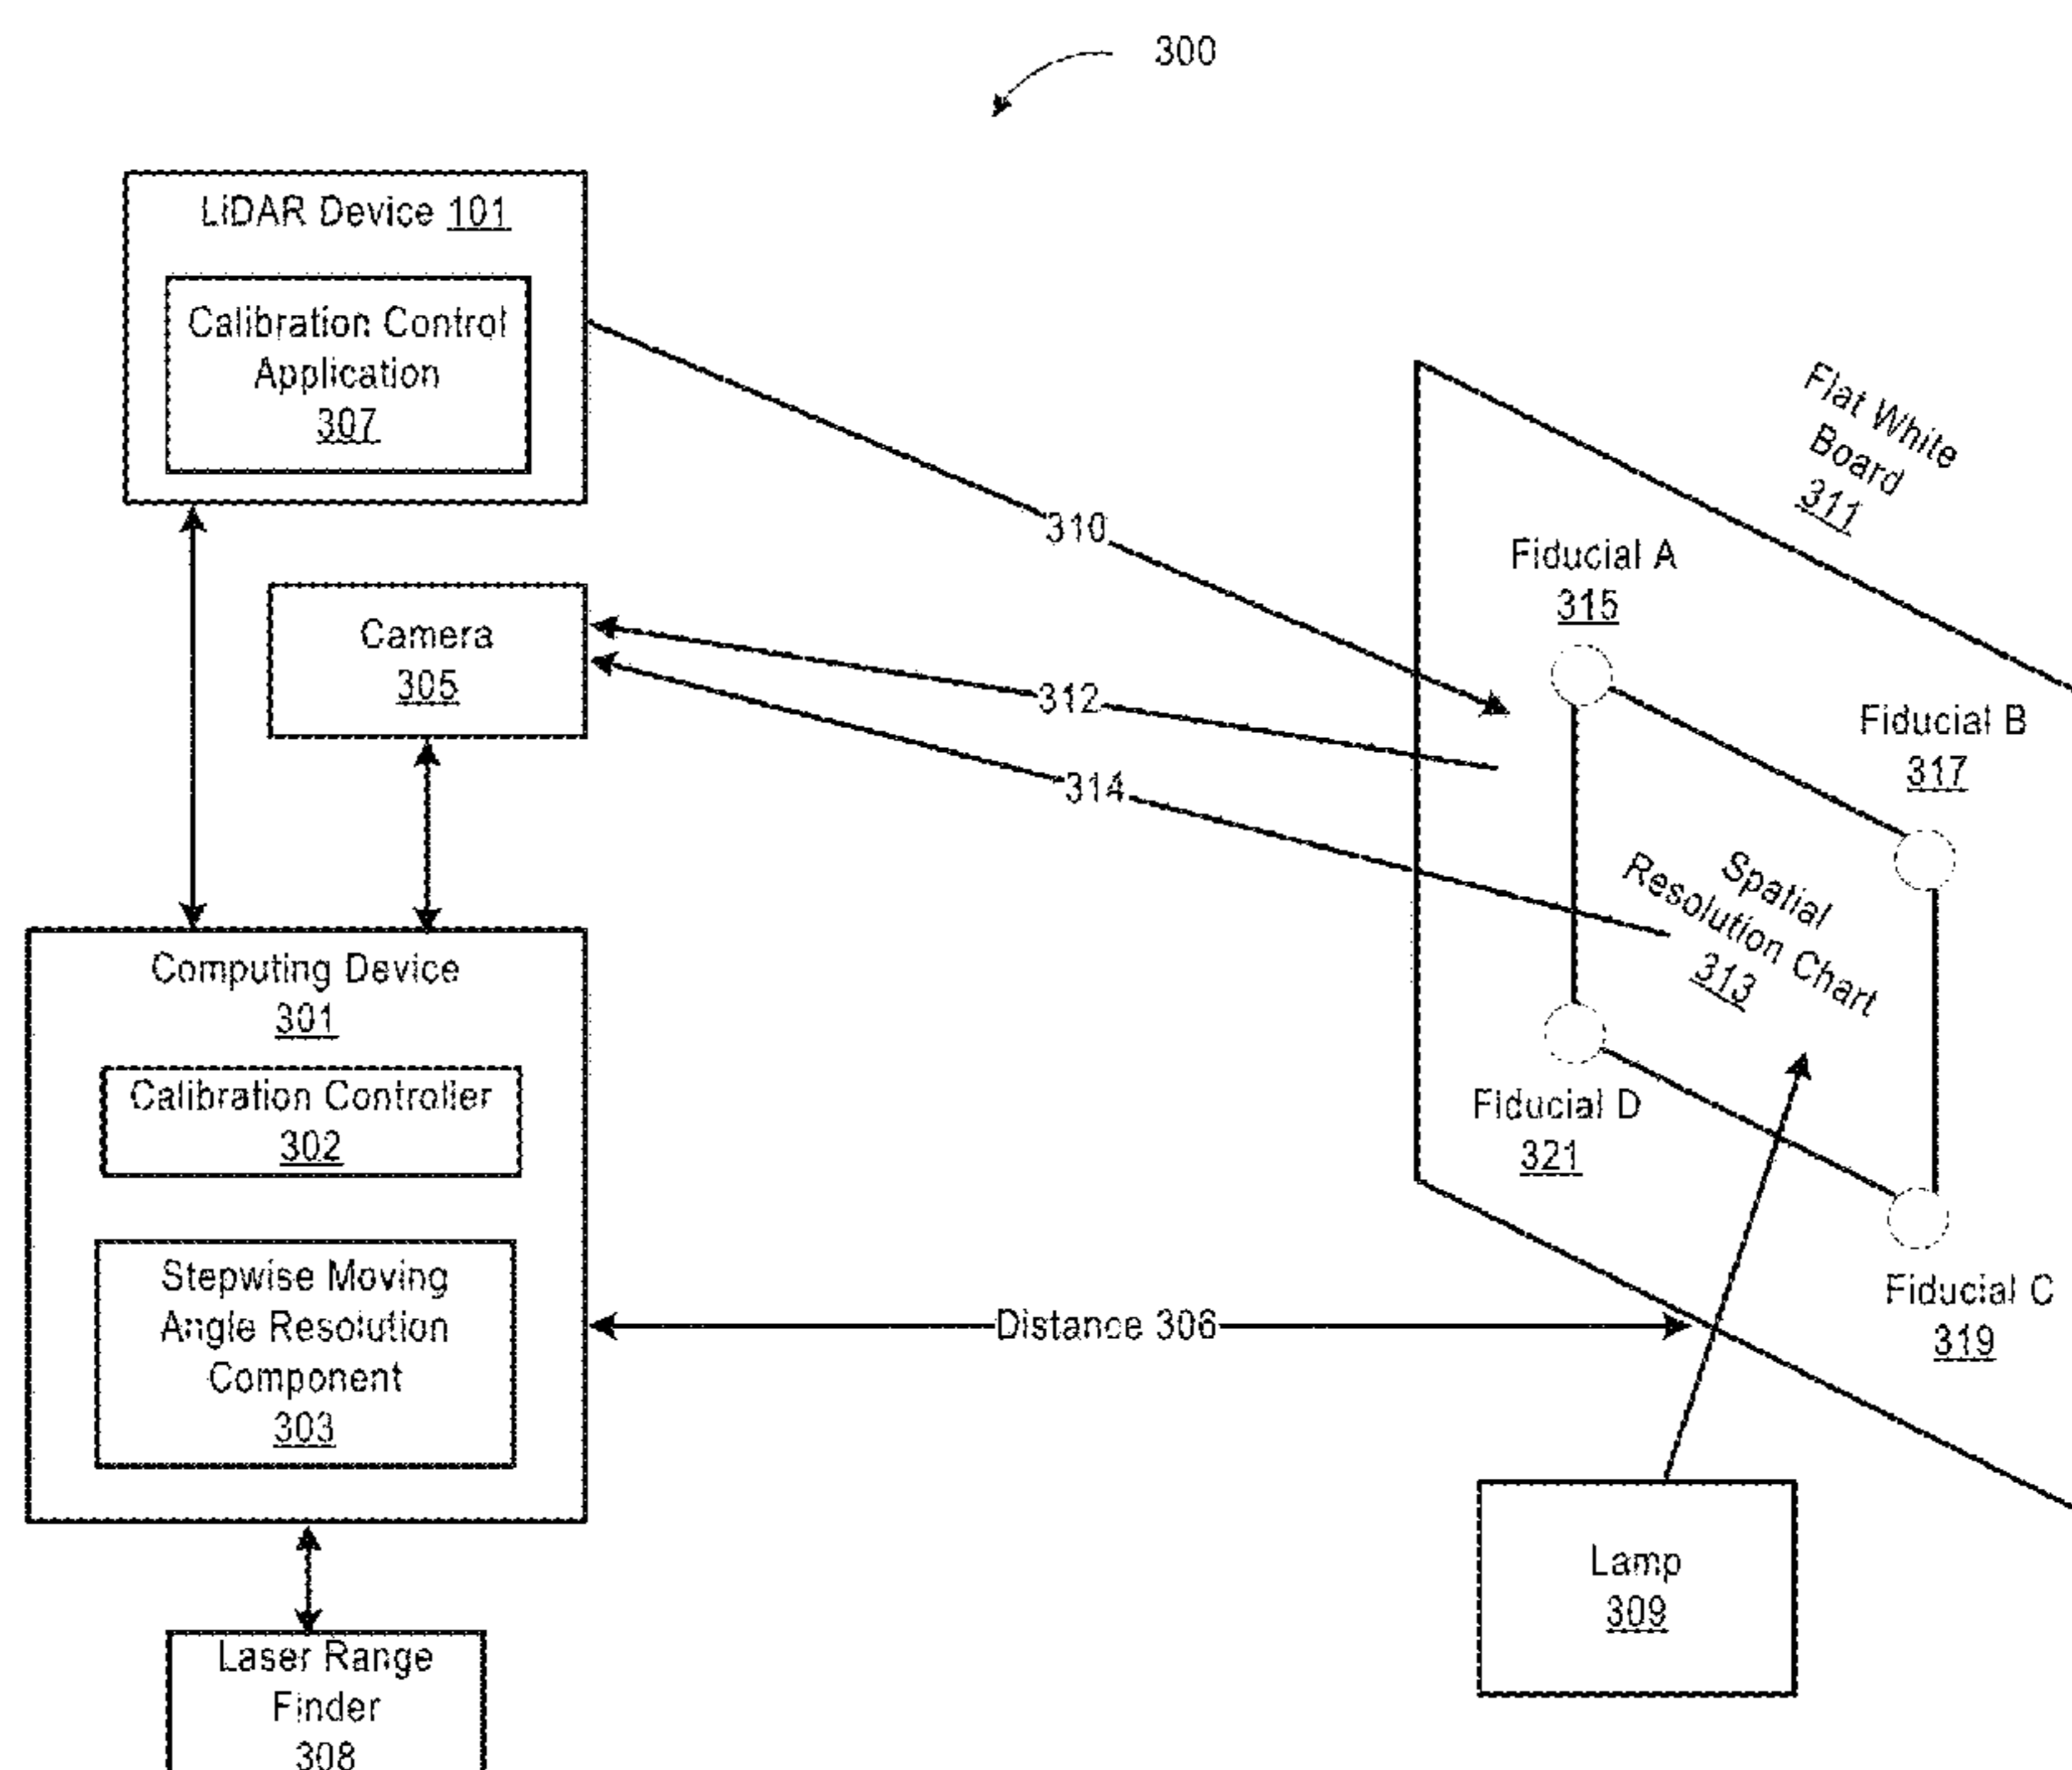 300
LiDAR Device 101
Calibration Control
Application
307
310
Flat White
Board
311
Fiducial A
315
Camera
305
312
314
Fiducial B
317
Spatial
Resolution Chart
313
Computing Device
301
Calibration Controller
302
Fiducial D
321
Stepwise Moving
Angle Resolution
Component
303
Distance 306
Fiducial C
319
Lamp
309
Laser Range
Finder
308